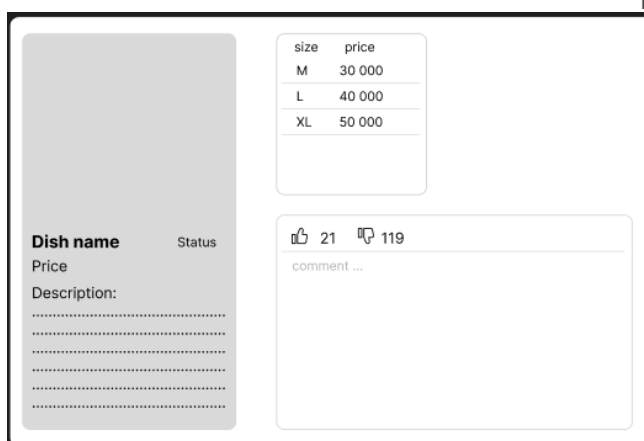 Dish name Status
Price
Description:
size price
M 30 000
L 40 000
XL 50 000
21 119
comment ...